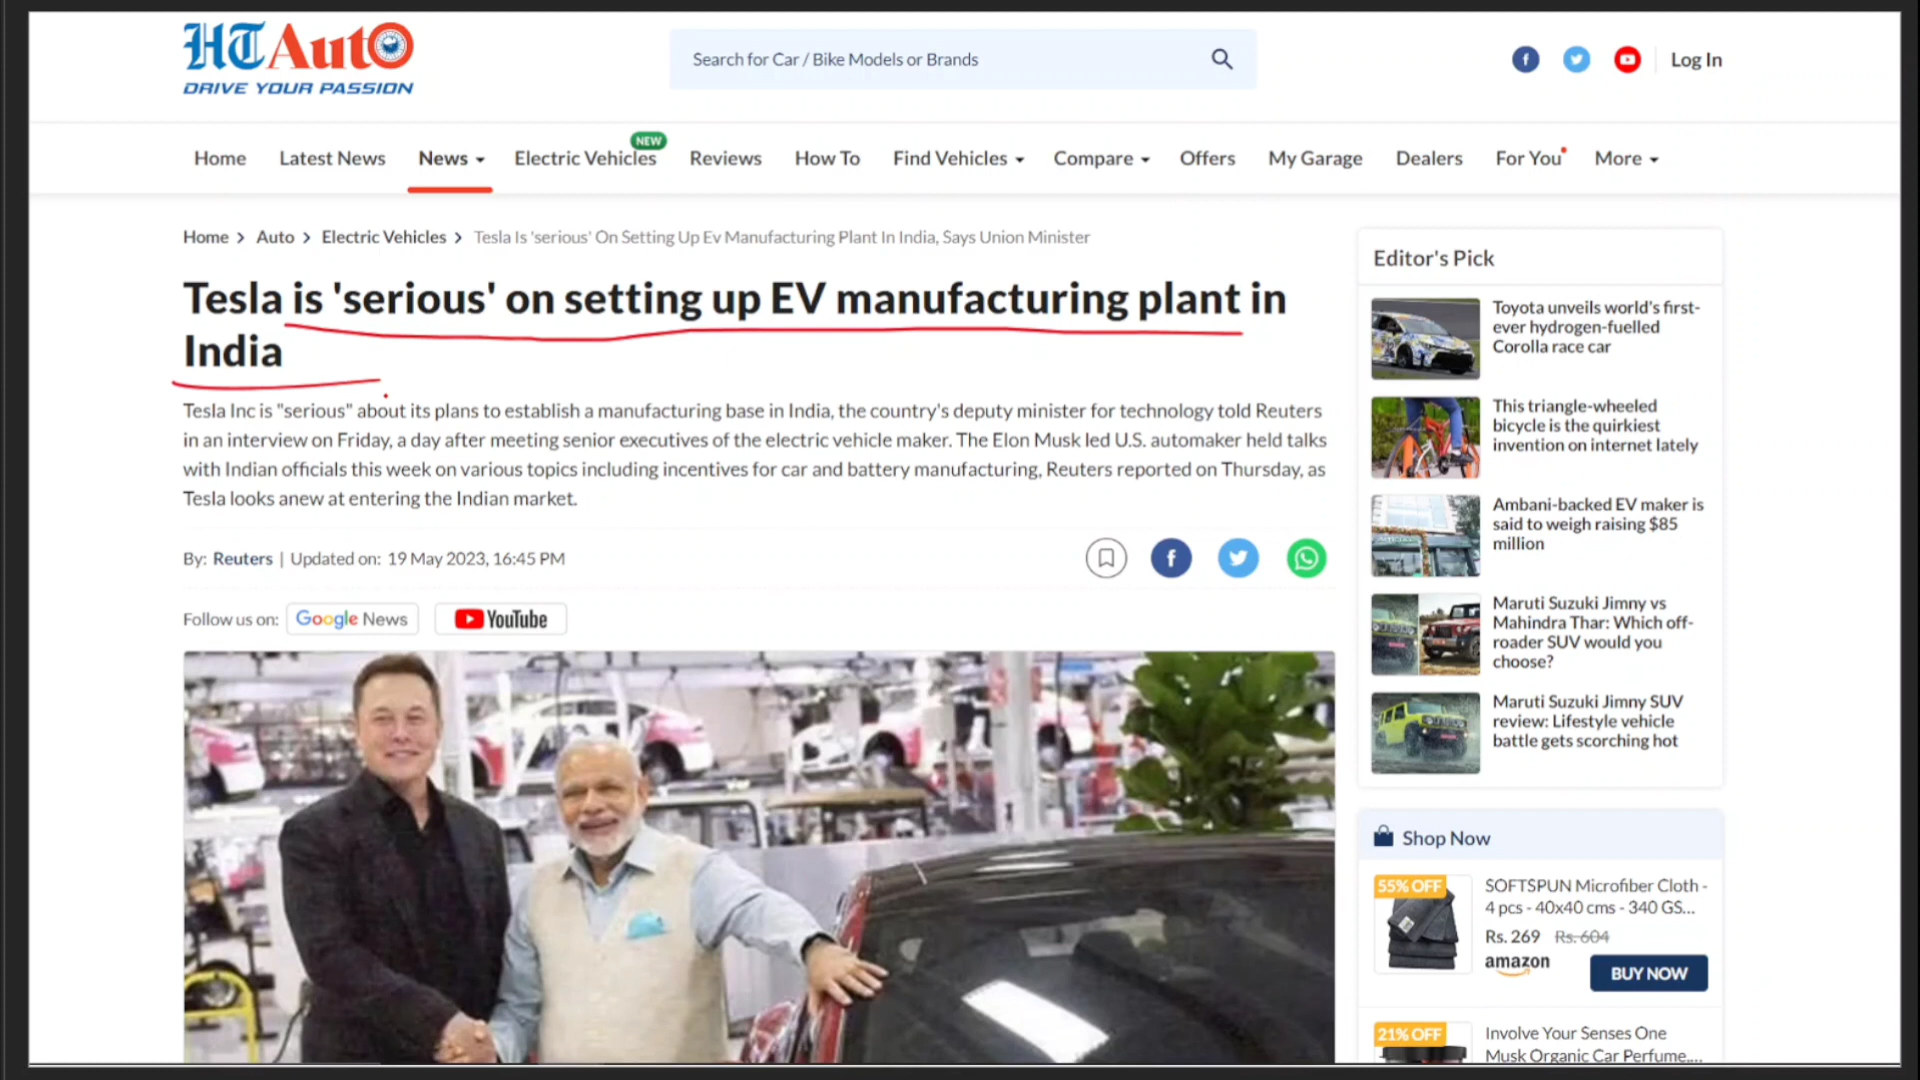 HT Auto
DRIVE YOUR PASSION
Search for Car / Bike Models or Brands
Log In
Home
Latest News
News
NEW
Electric Vehicles
Reviews
How To
Find Vehicles
Compare
Offers
My Garage
Dealers
For You
More
Home > Auto > Electric Vehicles > Tesla Is 'serious' On Setting Up Ev Manufacturing Plant In India, Says Union Minister
Tesla is 'serious' on setting up EV manufacturing plant in
India
Tesla Inc is "serious" about its plans to establish a manufacturing base in India, the country's deputy minister for technology told Reuters
in an interview on Friday, a day after meeting senior executives of the electric vehicle maker. The Elon Musk led U.S. automaker held talks
with Indian officials this week on various topics including incentives for car and battery manufacturing, Reuters reported on Thursday, as
Tesla looks anew at entering the Indian market.
By: Reuters | Updated on: 19 May 2023, 16:45 PM
Follow us on: Google News YouTube
Editor's Pick
Toyota unveils world's first-
ever hydrogen-fuelled
Corolla race car
This triangle-wheeled
bicycle is the quirkiest
invention on internet lately
Ambani-backed EV maker is
said to weigh raising $85
million
Maruti Suzuki Jimny vs
Mahindra Thar: Which off-
roader SUV would you
choose?
Maruti Suzuki Jimny SUV
review: Lifestyle vehicle
battle gets scorching hot
Shop Now
55% OFF
SOFTSPUN Microfiber Cloth -
4 pcs - 40x40 cms - 340 GS...
Rs. 269 Rs. 604
amazon
BUY NOW
21% OFF
Involve Your Senses One
Musk Organic Car Perfume....